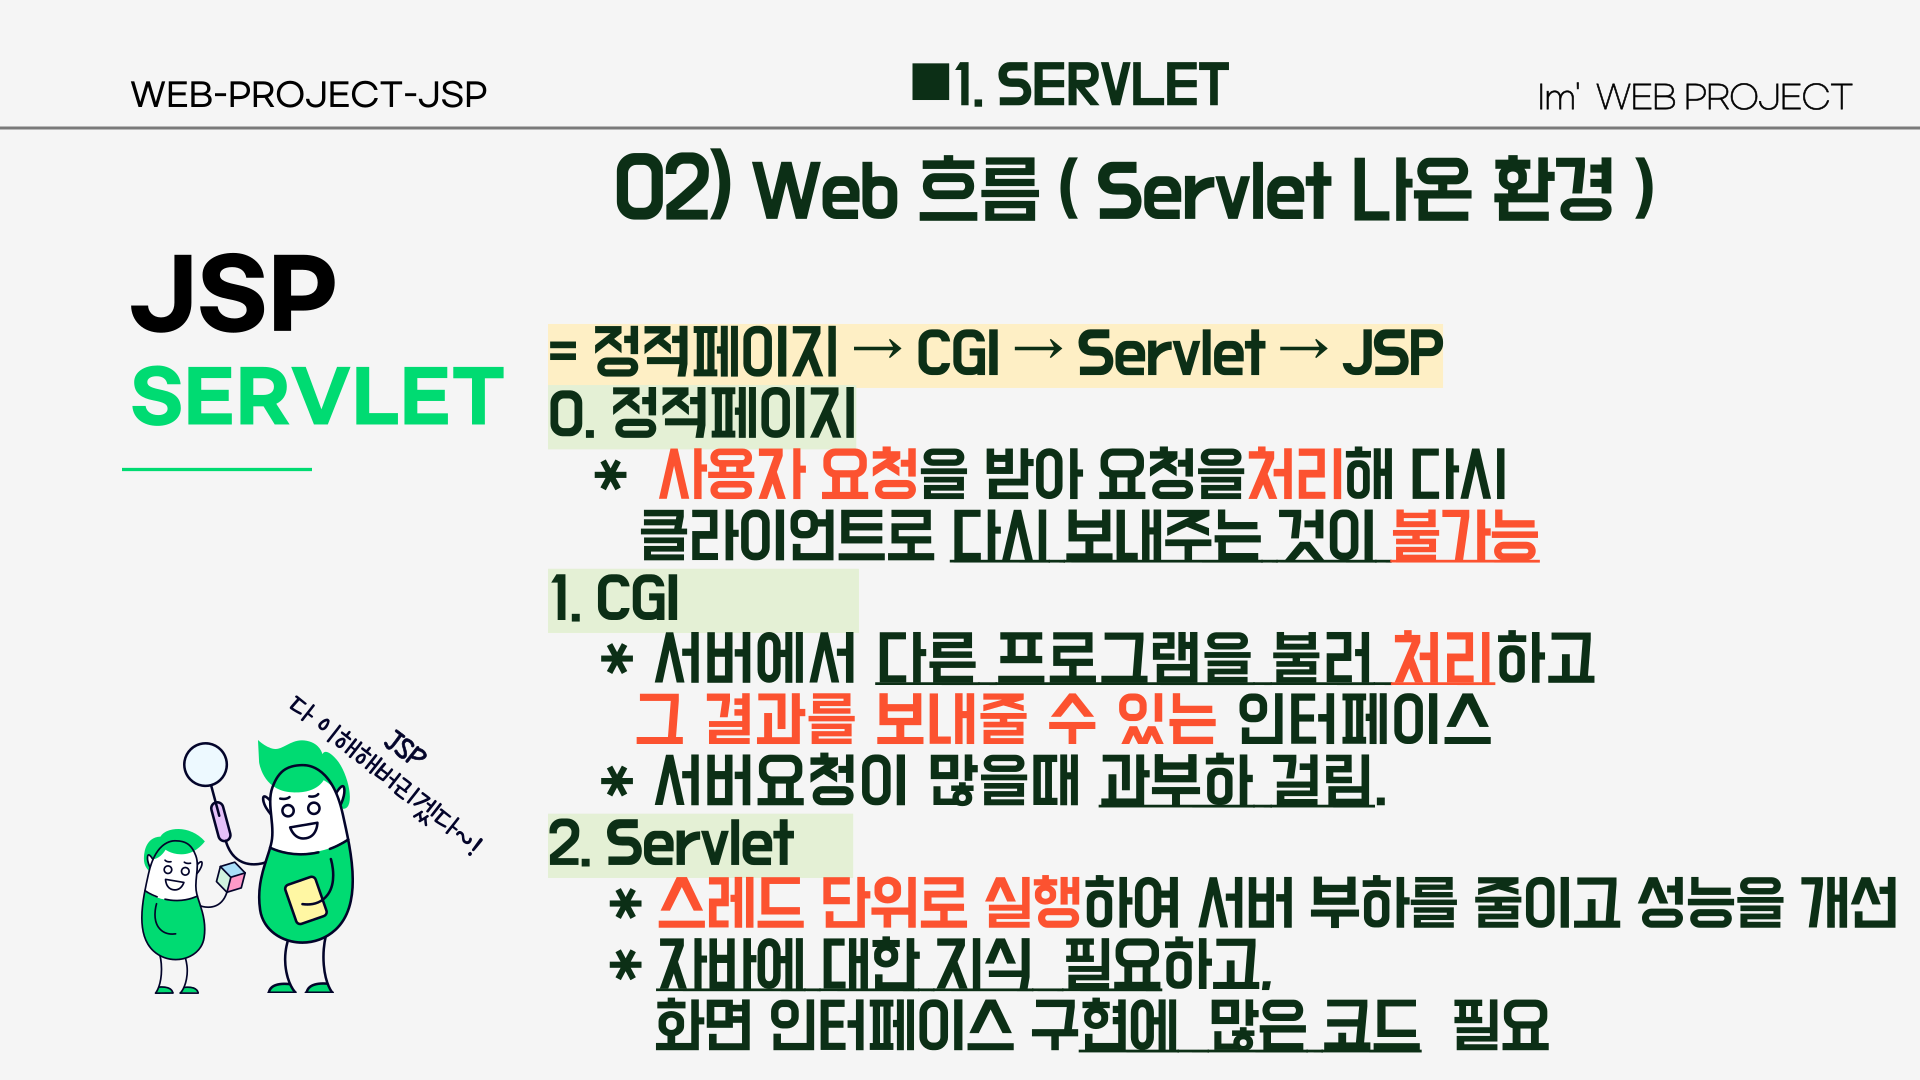 WEB-PROJECT-JSP
■1. SERVLET
Im' WEB PROJECT
02) Web 흐름 ( Servlet 나온 환경 )
JSP
SERVLET
= 정적페이지 → CGI → Servlet → JSP
0. 정적페이지
* 사용자 요청을 받아 요청을처리해 다시
클라이언트로 다시 보내주는 것이 불가능
1. CGI
* 서버에서 다른 프로그램을 불러 처리하고
그 결과를 보내줄 수 있는 인터페이스
* 서버요청이 많을때 과부하 걸림.
2. Servlet
* 스레드 단위로 실행하여 서버 부하를 줄이고 성능을 개선
* 자바에 대한 지식 필요하고,
화면 인터페이스 구현에 많은 코드 필요
JSP
다 이해해버리겠다~!